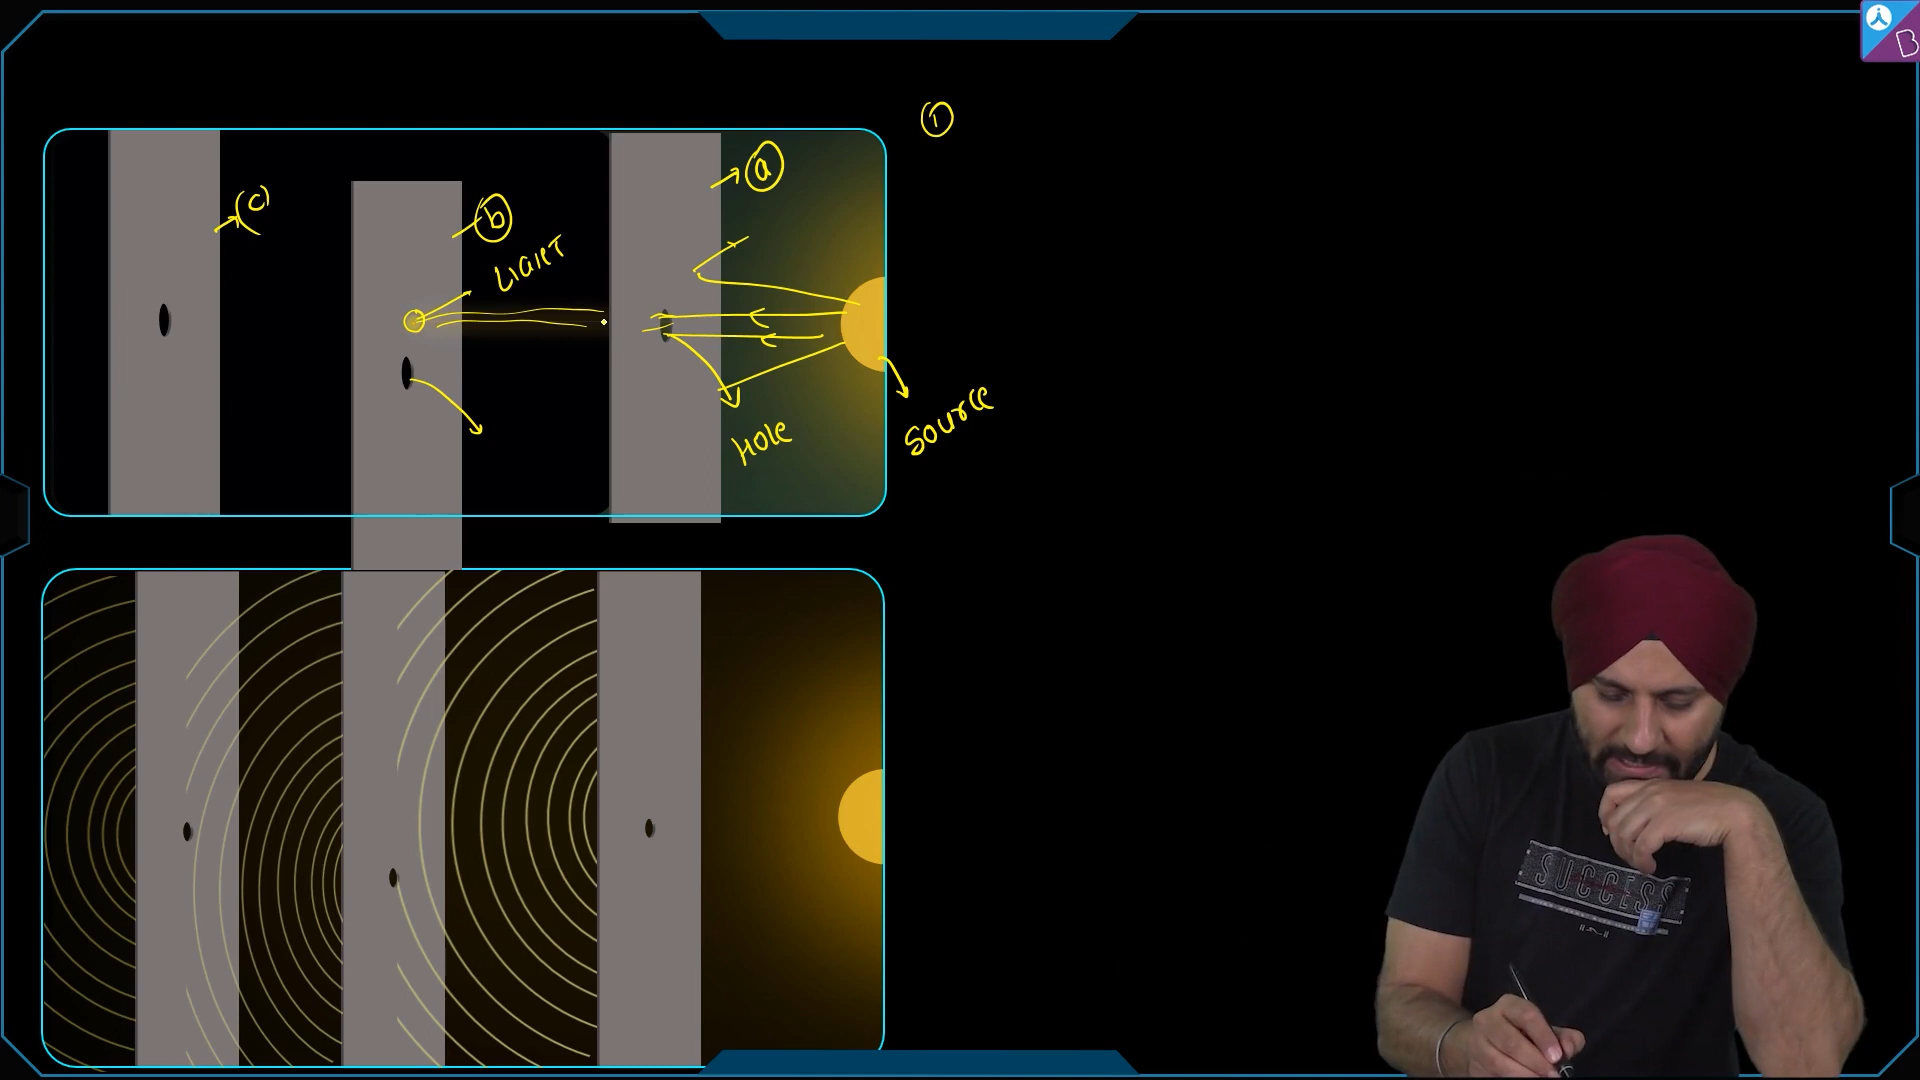 ①
ⓐ
(c)
ⓑ
LIGHT
Source
Hole
SUCCESS
B